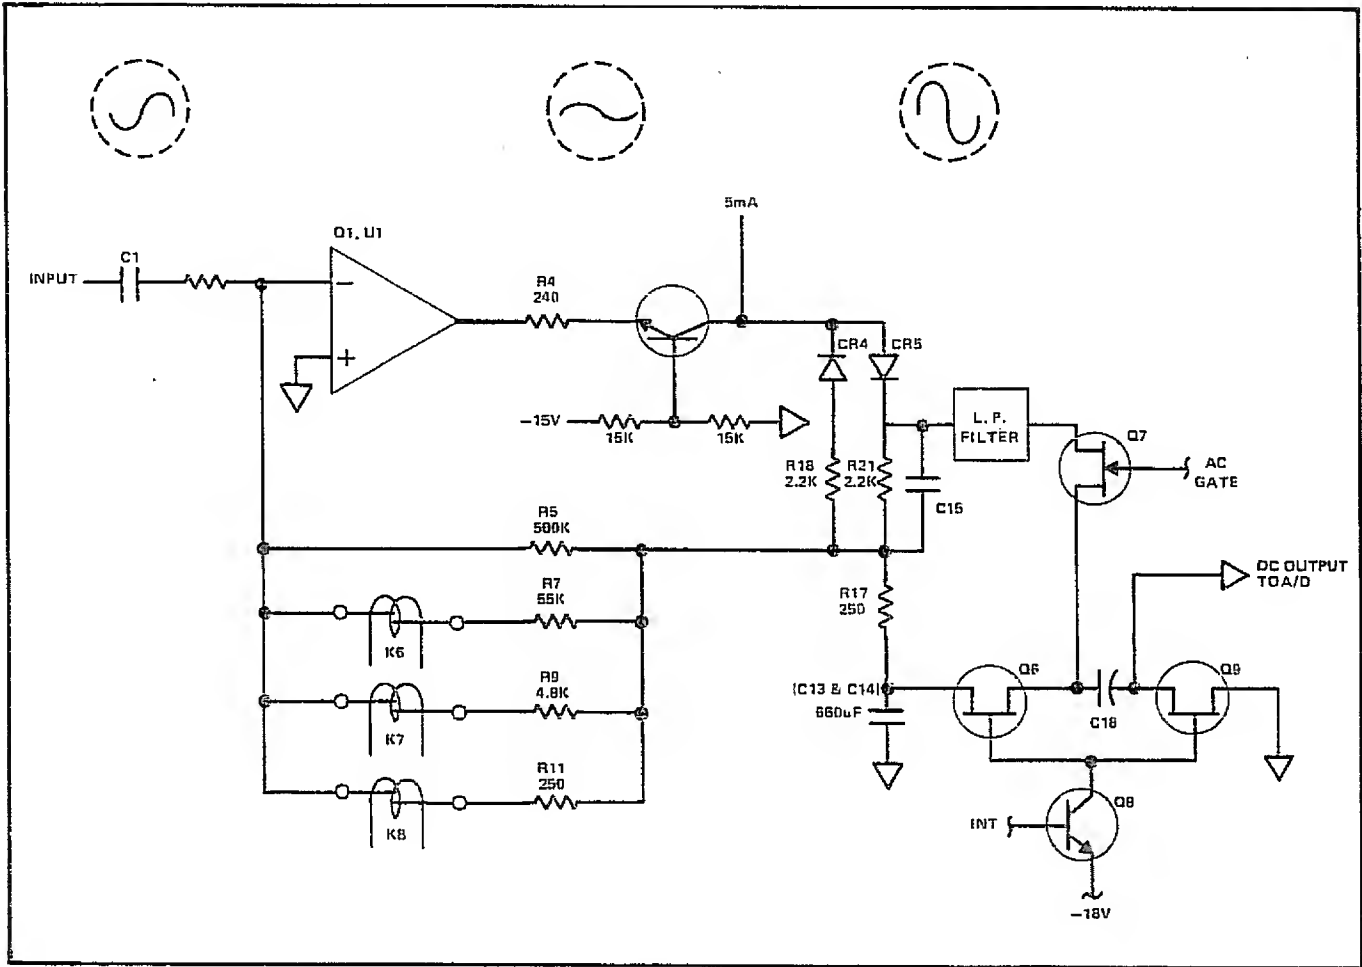 5mA
Q1, U1
C1
INPUT
R4
240
−
+
CR4
CR5
−15V
15K
15K
L. P.
FILTER
Q7
AC
GATE
R18
2.2K
R21
2.2K
C15
R5
500K
R7
55K
K6
R17
250
DC OUTPUT
TO A/D
R9
4.8K
K7
(C13 & C14)
660uF
Q6
C18
Q9
R11
250
K8
INT
Q8
−18V